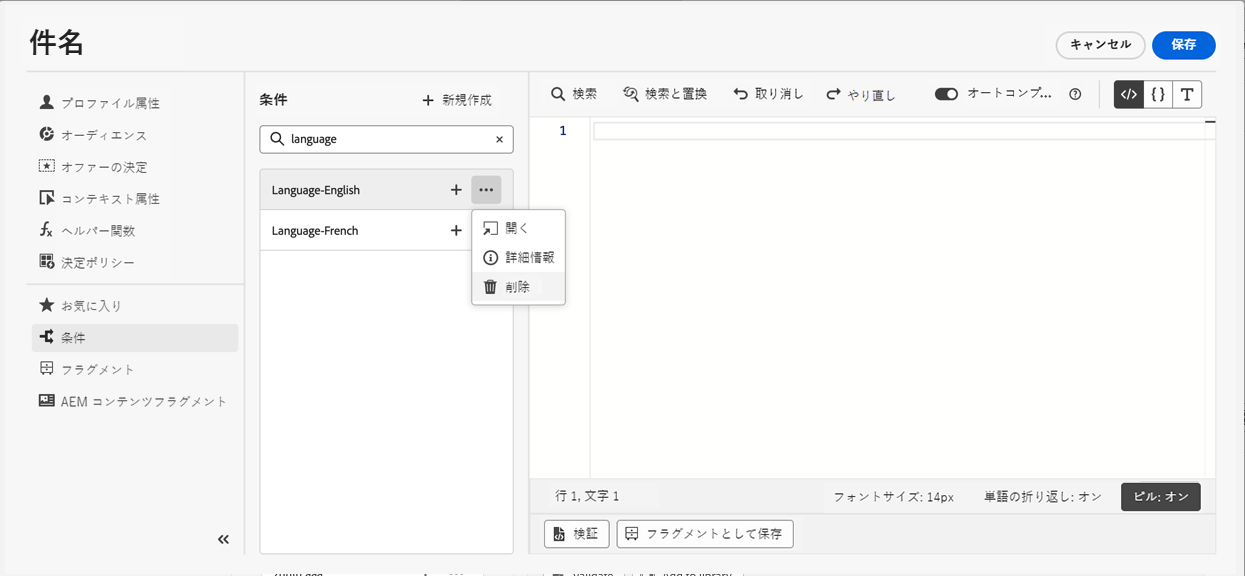 件名
キャンセル
保存
プロファイル属性
オーディエンス
オファーの決定
コンテキスト属性
ヘルパー関数
決定ポリシー
お気に入り
条件
フラグメント
AEM コンテンツフラグメント
条件
新規作成
language
Language-English
Language-French
開く
詳細情報
削除
検索
検索と置換
取り消し
やり直し
オートコンプ...
1
行 1, 文字 1
フォントサイズ: 14px
単語の折り返し: オン
ピル: オン
検証
フラグメントとして保存